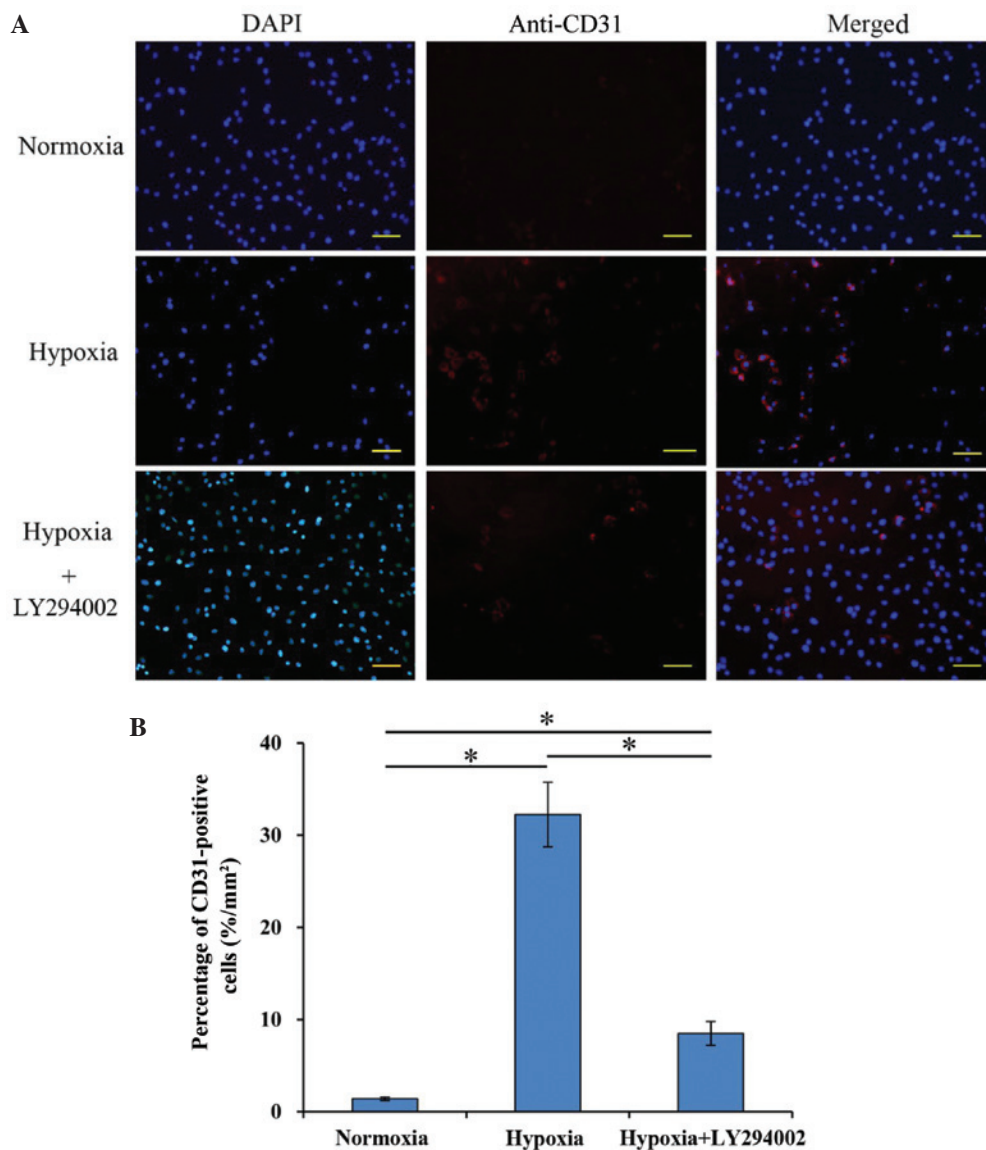 A
DAPI
Anti-CD31
Merged
Normoxia
Hypoxia
Hypoxia
+
LY294002
B
Percentage of CD31-positive
cells (%/mm²)
40
30
20
10
0
*
*
*
Normoxia
Hypoxia
Hypoxia+LY294002